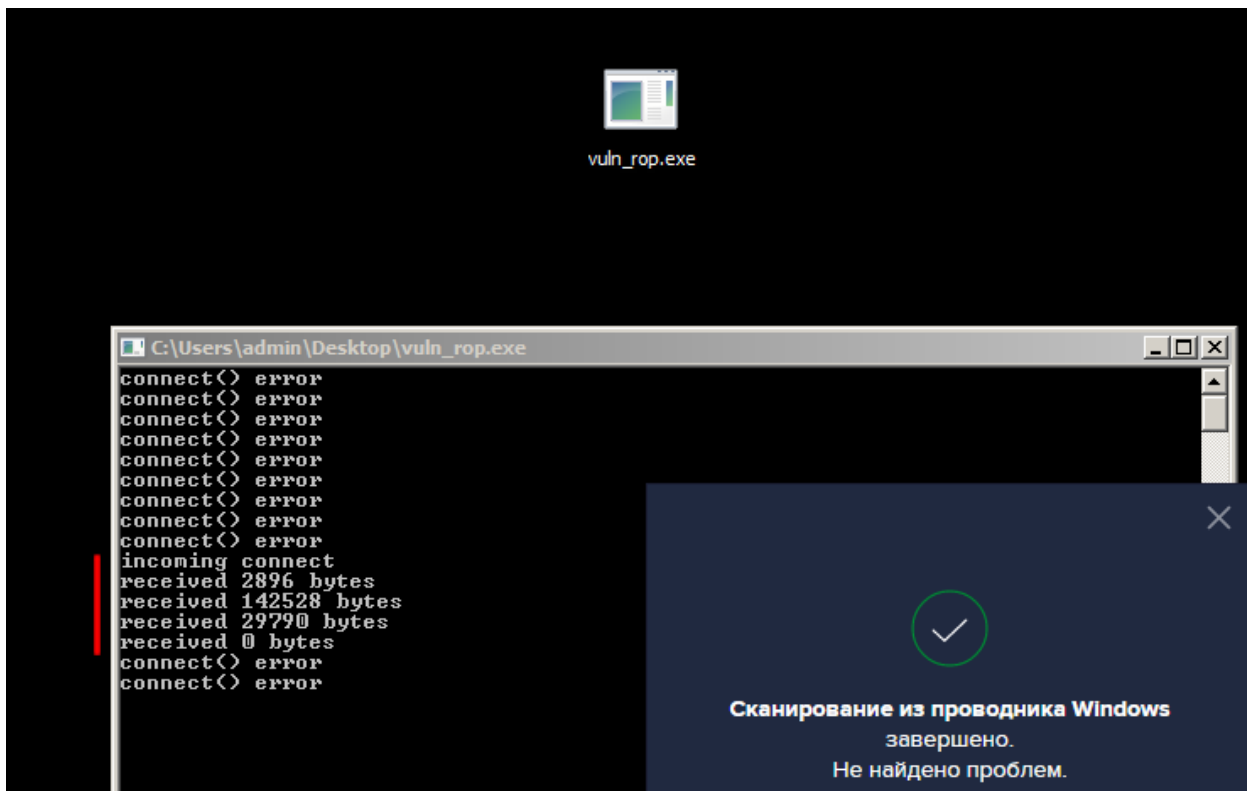 vuln_rop.exe
C:\Users\admin\Desktop\vuln_rop.exe
connect() error
connect() error
connect() error
connect() error
connect() error
connect() error
connect() error
connect() error
connect() error
incoming connect
received 2896 bytes
received 142528 bytes
received 29790 bytes
received 0 bytes
connect() error
connect() error
Сканирование из проводника Windows
завершено.
Не найдено проблем.